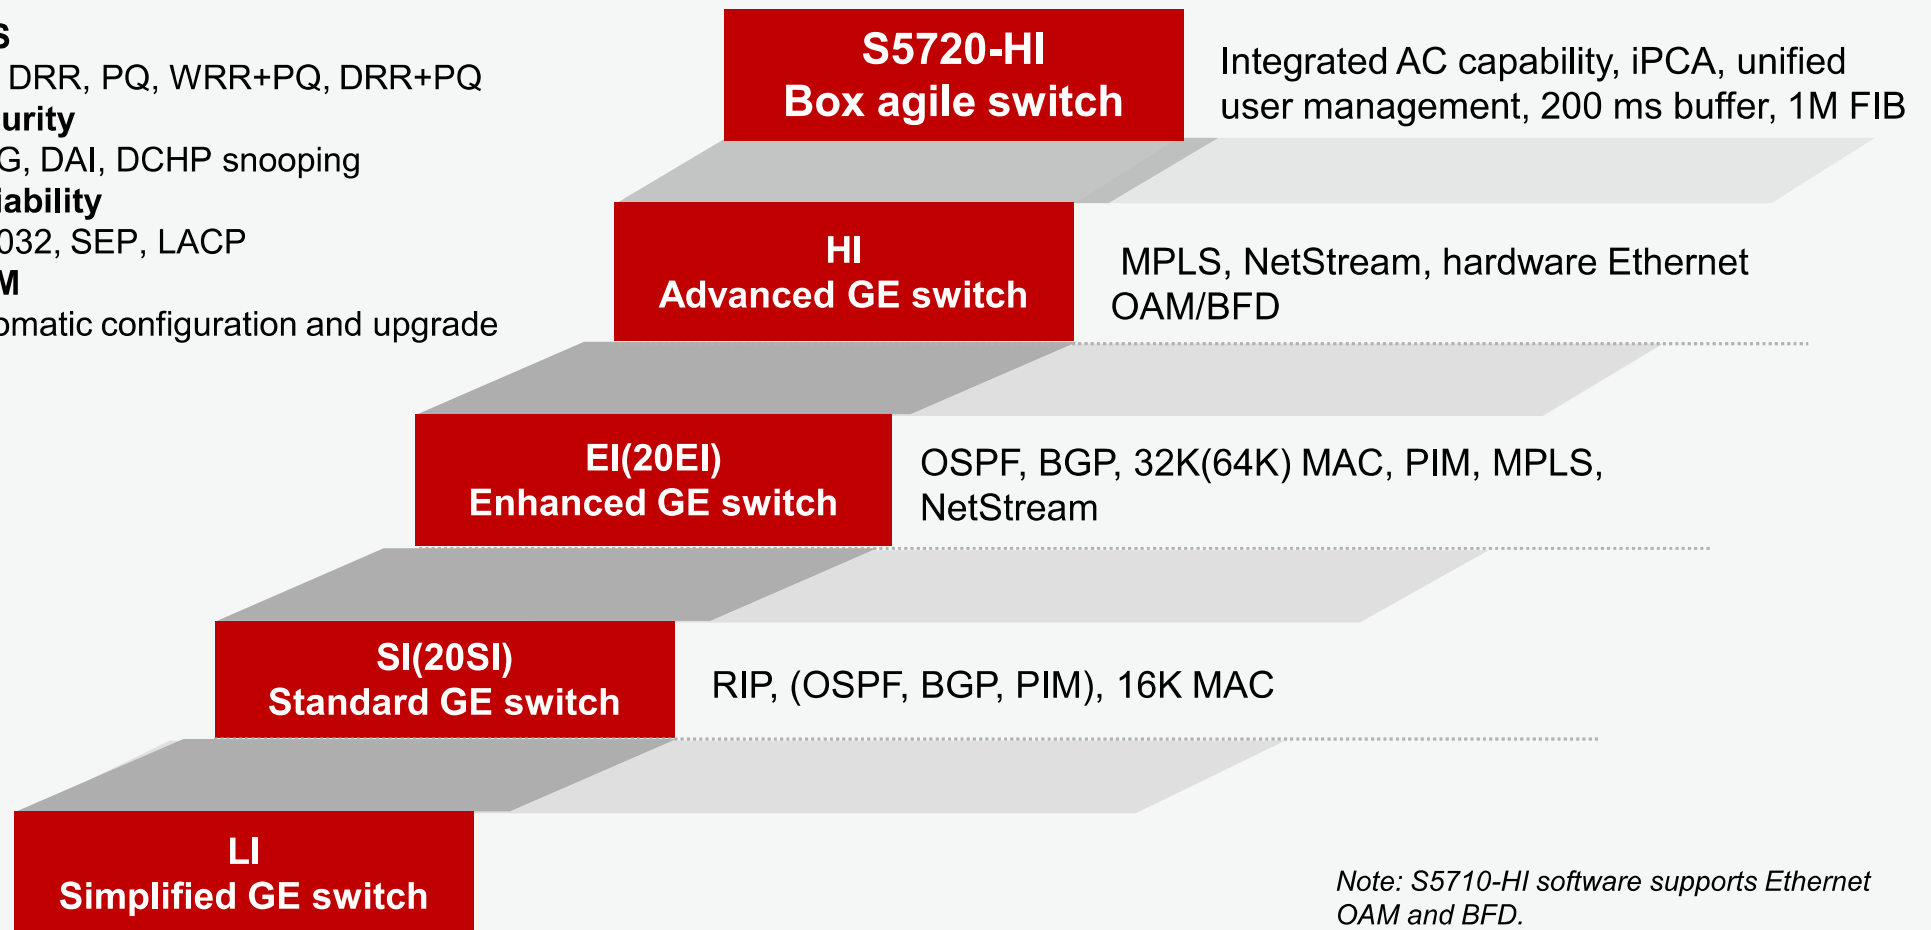 S
DRR, PQ, WRR+PQ, DRR+PQ
urity
G, DAI, DCHP snooping
iability
032, SEP, LACP
M
omatic configuration and upgrade
S5720-HI
Box agile switch
Integrated AC capability, iPCA, unified
user management, 200 ms buffer, 1M FIB
HI
Advanced GE switch
MPLS, NetStream, hardware Ethernet
OAM/BFD
EI(20EI)
Enhanced GE switch
OSPF, BGP, 32K(64K) MAC, PIM, MPLS,
NetStream
SI(20SI)
Standard GE switch
RIP, (OSPF, BGP, PIM), 16K MAC
LI
Simplified GE switch
Note: S5710-HI software supports Ethernet
OAM and BFD.